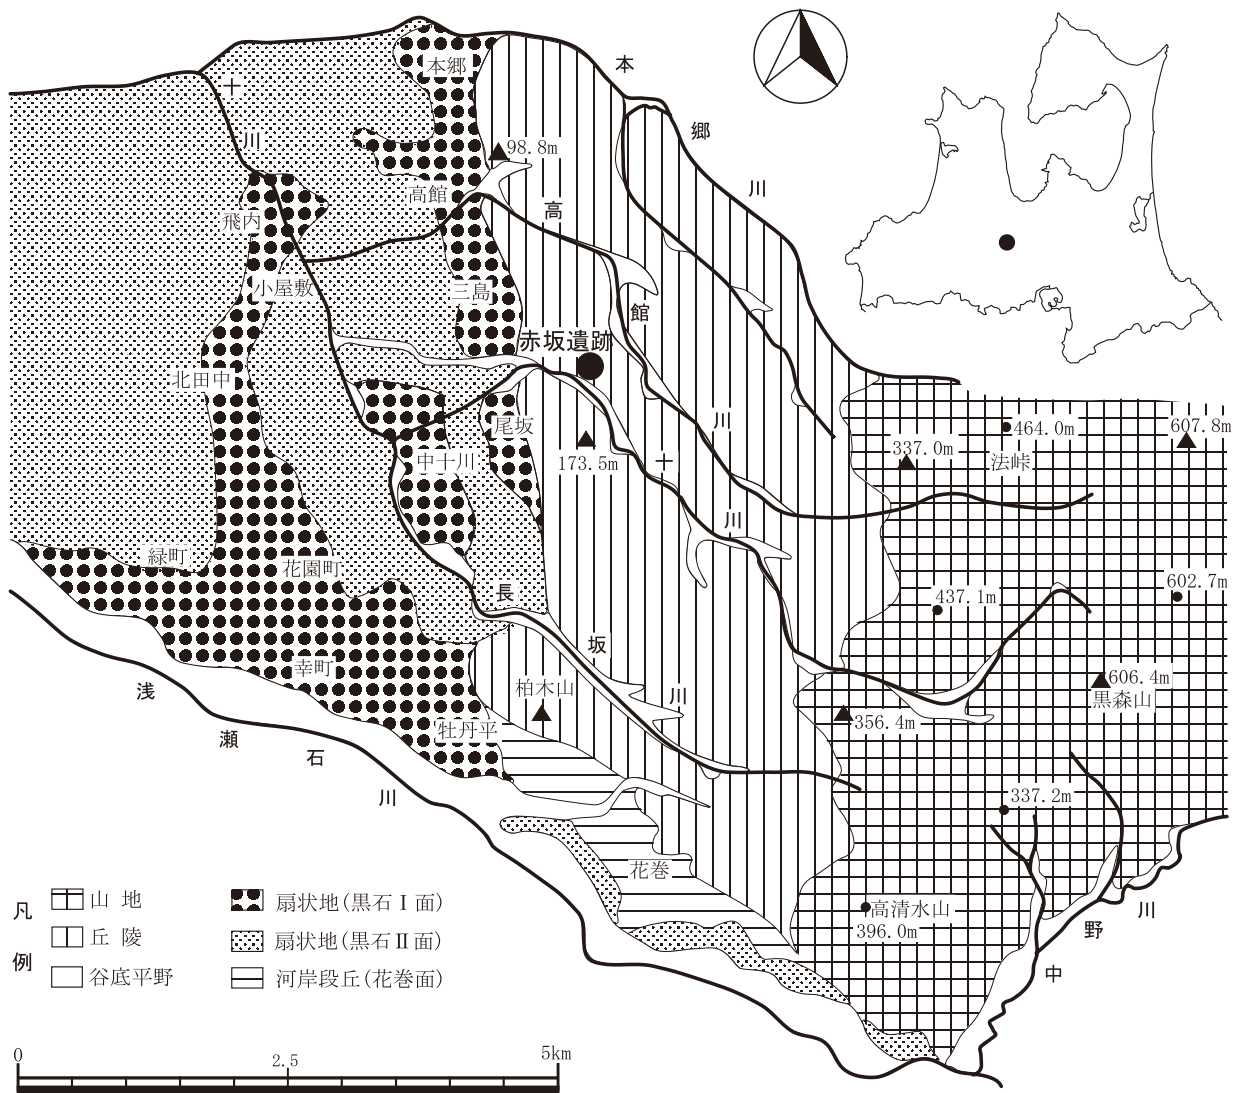 本郷
98.8m
高館
飛内
小屋敷
三島
赤坂遺跡
北田中
尾坂
中十川
173.5m
緑町
花園町
幸町
柏木山
牡丹平
花巻
337.0m
464.0m
法峠
607.8m
437.1m
602.7m
606.4m
黒森山
356.4m
337.2m
高清水山
396.0m
十川
本郷川
高館川
十川
長坂川
浅瀬石川
中野川
凡例
山 地
丘 陵
谷底平野
扇状地(黒石Ⅰ面)
扇状地(黒石Ⅱ面)
河岸段丘(花巻面)
0
2.5
5km